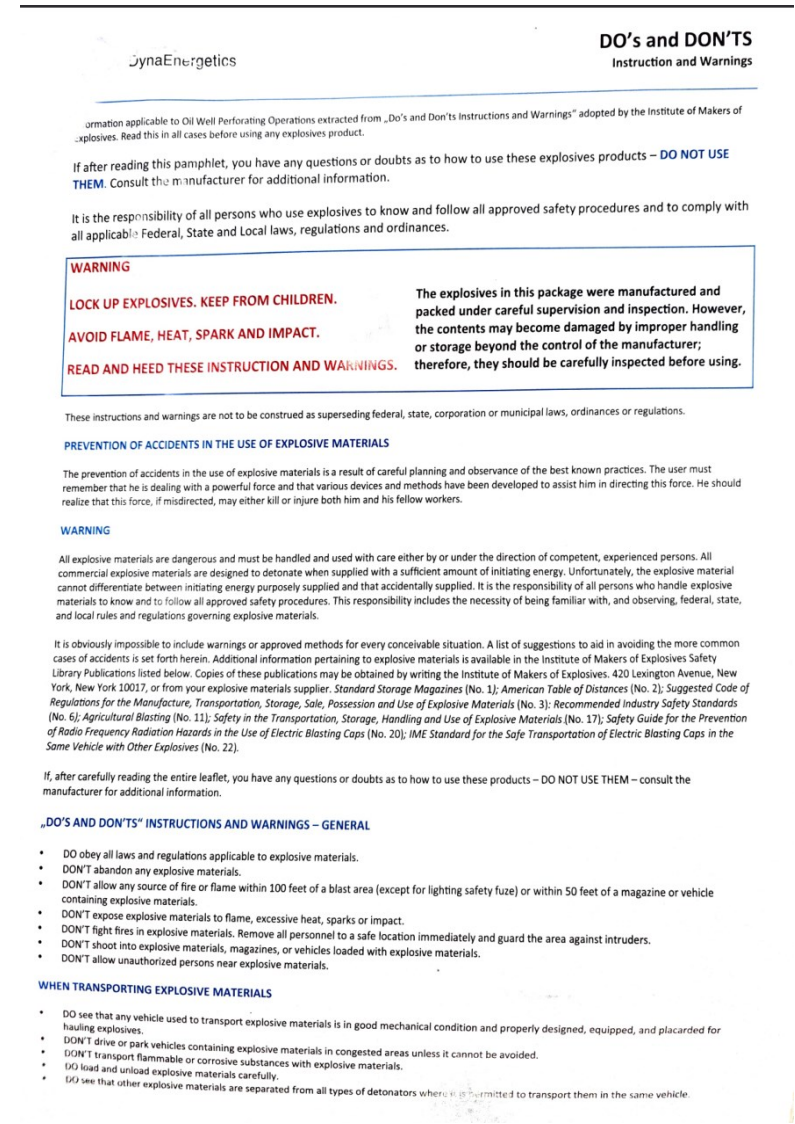 DynaEnergetics
DO's and DON'TS
Instruction and Warnings
ormation applicable to Oil Well Perforating Operations extracted from „Do's and Don'ts Instructions and Warnings" adopted by the Institute of Makers of
xplosives. Read this in all cases before using any explosives product.
If after reading this pamphlet, you have any questions or doubts as to how to use these explosives products – DO NOT USE
THEM. Consult the manufacturer for additional information.
It is the responsibility of all persons who use explosives to know and follow all approved safety procedures and to comply with
all applicable Federal, State and Local laws, regulations and ordinances.
WARNING
LOCK UP EXPLOSIVES. KEEP FROM CHILDREN.
AVOID FLAME, HEAT, SPARK AND IMPACT.
READ AND HEED THESE INSTRUCTION AND WARNINGS.
The explosives in this package were manufactured and
packed under careful supervision and inspection. However,
the contents may become damaged by improper handling
or storage beyond the control of the manufacturer;
therefore, they should be carefully inspected before using.
These instructions and warnings are not to be construed as superseding federal, state, corporation or municipal laws, ordinances or regulations.
PREVENTION OF ACCIDENTS IN THE USE OF EXPLOSIVE MATERIALS
The prevention of accidents in the use of explosive materials is a result of careful planning and observance of the best known practices. The user must
remember that he is dealing with a powerful force and that various devices and methods have been developed to assist him in directing this force. He should
realize that this force, if misdirected, may either kill or injure both him and his fellow workers.
WARNING
All explosive materials are dangerous and must be handled and used with care either by or under the direction of competent, experienced persons. All
commercial explosive materials are designed to detonate when supplied with a sufficient amount of initiating energy. Unfortunately, the explosive material
cannot differentiate between initiating energy purposely supplied and that accidentally supplied. It is the responsibility of all persons who handle explosive
materials to know and to follow all approved safety procedures. This responsibility includes the necessity of being familiar with, and observing, federal, state,
and local rules and regulations governing explosive materials.
It is obviously impossible to include warnings or approved methods for every conceivable situation. A list of suggestions to aid in avoiding the more common
cases of accidents is set forth herein. Additional information pertaining to explosive materials is available in the Institute of Makers of Explosives Safety
Library Publications listed below. Copies of these publications may be obtained by writing the Institute of Makers of Explosives. 420 Lexington Avenue, New
York, New York 10017, or from your explosive materials supplier. Standard Storage Magazines (No. 1); American Table of Distances (No. 2); Suggested Code of
Regulations for the Manufacture, Transportation, Storage, Sale, Possession and Use of Explosive Materials (No. 3); Recommended Industry Safety Standards
(No. 6); Agricultural Blasting (No. 11); Safety in the Transportation, Storage, Handling and Use of Explosive Materials (No. 17); Safety Guide for the Prevention
of Radio Frequency Radiation Hazards in the Use of Electric Blasting Caps (No. 20); IME Standard for the Safe Transportation of Electric Blasting Caps in the
Same Vehicle with Other Explosives (No. 22).
If, after carefully reading the entire leaflet, you have any questions or doubts as to how to use these products – DO NOT USE THEM – consult the
manufacturer for additional information.
„DO'S AND DON'TS" INSTRUCTIONS AND WARNINGS – GENERAL
• DO obey all laws and regulations applicable to explosive materials.
• DON'T abandon any explosive materials.
• DON'T allow any source of fire or flame within 100 feet of a blast area (except for lighting safety fuze) or within 50 feet of a magazine or vehicle
containing explosive materials.
• DON'T expose explosive materials to flame, excessive heat, sparks or impact.
• DON'T fight fires in explosive materials. Remove all personnel to a safe location immediately and guard the area against intruders.
• DON'T shoot into explosive materials, magazines, or vehicles loaded with explosive materials.
• DON'T allow unauthorized persons near explosive materials.
WHEN TRANSPORTING EXPLOSIVE MATERIALS
• DO see that any vehicle used to transport explosive materials is in good mechanical condition and properly designed, equipped, and placarded for
hauling explosives.
• DON'T drive or park vehicles containing explosive materials in congested areas unless it cannot be avoided.
• DON'T transport flammable or corrosive substances with explosive materials.
• DO load and unload explosive materials carefully.
• DO see that other explosive materials are separated from all types of detonators where it is permitted to transport them in the same vehicle.